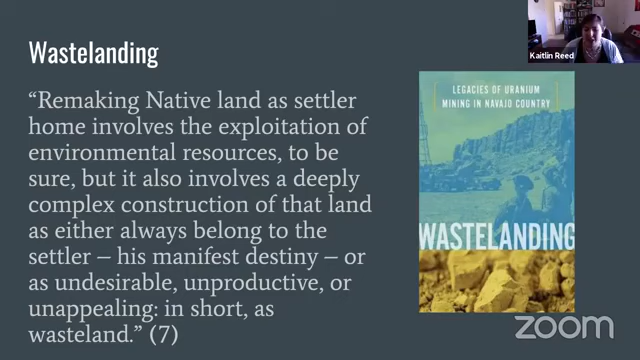 Wastelanding
“Remaking Native land as settler
home involves the exploitation of
environmental resources, to be
sure, but it also involves a deeply
complex construction of that land
as either always belong to the
settler – his manifest destiny – or
as undesirable, unproductive, or
unappealing: in short, as
wasteland.” (7)
LEGACIES OF URANIUM
MINING IN NAVAJO COUNTRY
WASTELANDING
Kaitlin Reed
zoom